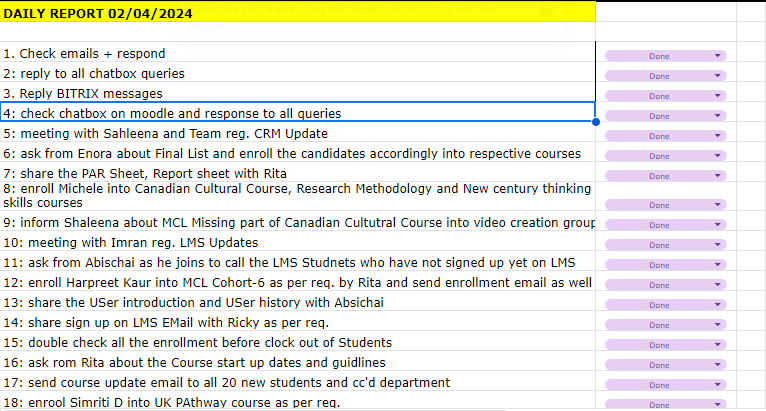 DAILY REPORT 02/04/2024
1. Check emails + respond
Done
2: reply to all chatbox queries
Done
3. Reply BITRIX messages
Done
4: check chatbox on moodle and response to all queries
Done
5: meeting with Sahleena and Team reg. CRM Update
Done
6: ask from Enora about Final List and enroll the candidates accordingly into respective courses
Done
7: share the PAR Sheet, Report sheet with Rita
Done
8: enroll Michele into Canadian Cultural Course, Research Methodology and New century thinking
skills courses
Done
9: inform Shaleena about MCL Missing part of Canadian Cultutral Course into video creation group
Done
10: meeting with Imran reg. LMS Updates
Done
11: ask from Abischai as he joins to call the LMS Studnets who have not signed up yet on LMS
Done
12: enroll Harpreet Kaur into MCL Cohort-6 as per req. by Rita and send enrollment email as well
Done
13: share the USer introduction and USer history with Absichai
Done
14: share sign up on LMS EMail with Ricky as per req.
Done
15: double check all the enrollment before clock out of Students
Done
16: ask rom Rita about the Course start up dates and guidlines
Done
17: send course update email to all 20 new students and cc'd department
Done
18: enrool Simriti D into UK PAthway course as per req.
Done